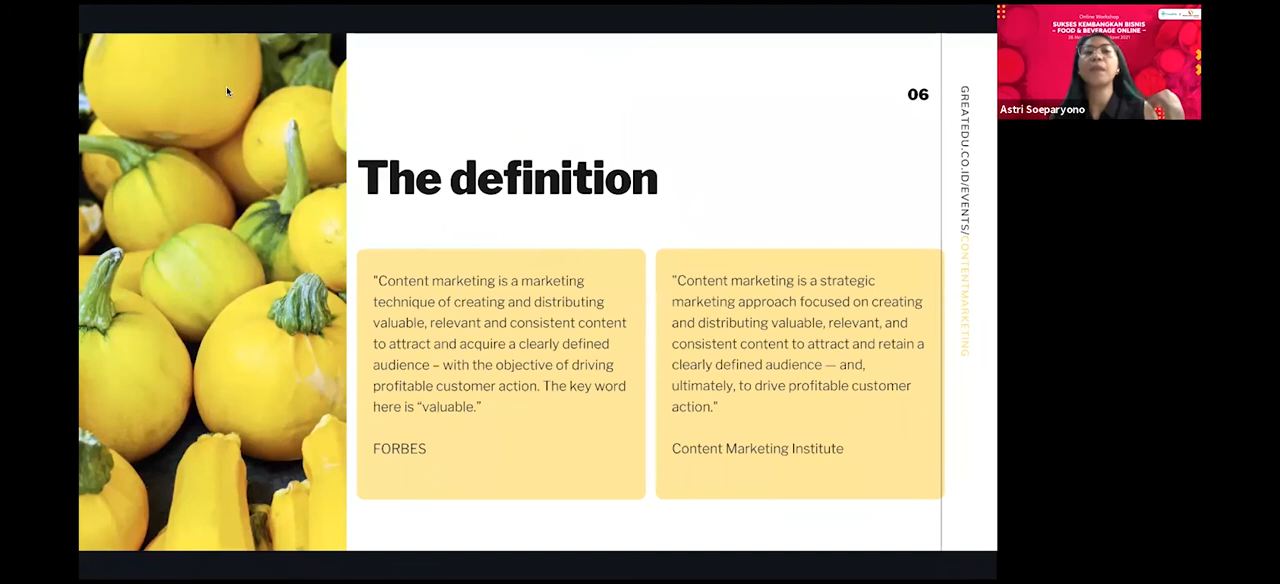 06
The definition
"Content marketing is a marketing
technique of creating and distributing
valuable, relevant and consistent content
to attract and acquire a clearly defined
audience – with the objective of driving
profitable customer action. The key word
here is “valuable.”
FORBES
"Content marketing is a strategic
marketing approach focused on creating
and distributing valuable, relevant, and
consistent content to attract and retain a
clearly defined audience — and,
ultimately, to drive profitable customer
action."
Content Marketing Institute
GREATEDU.CO.ID/EVENTS/CONTENTMARKETING
Online Workshop
SUKSES KEMBANGKAN BISNIS
- FOOD & BEVERAGE ONLINE -
Astri Soeparyono